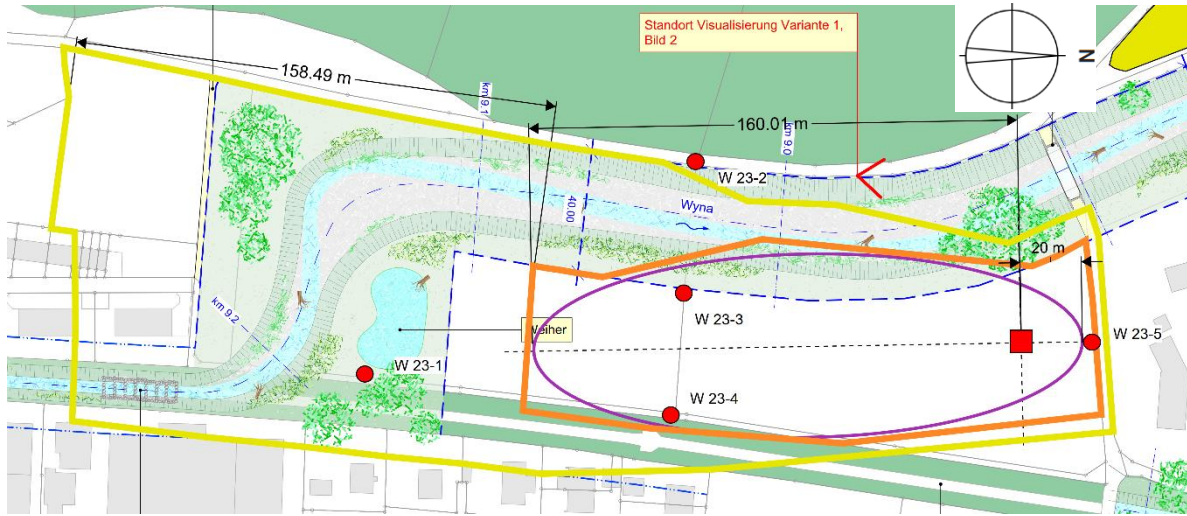 Standort Visualisierung Variante 1,
Bild 2
N
158.49 m
160.01 m
km 9.1
km 9.0
W 23-2
40.00
Wyna
20 m
km 9.2
Weiher
W 23-3
W 23-5
W 23-1
W 23-4